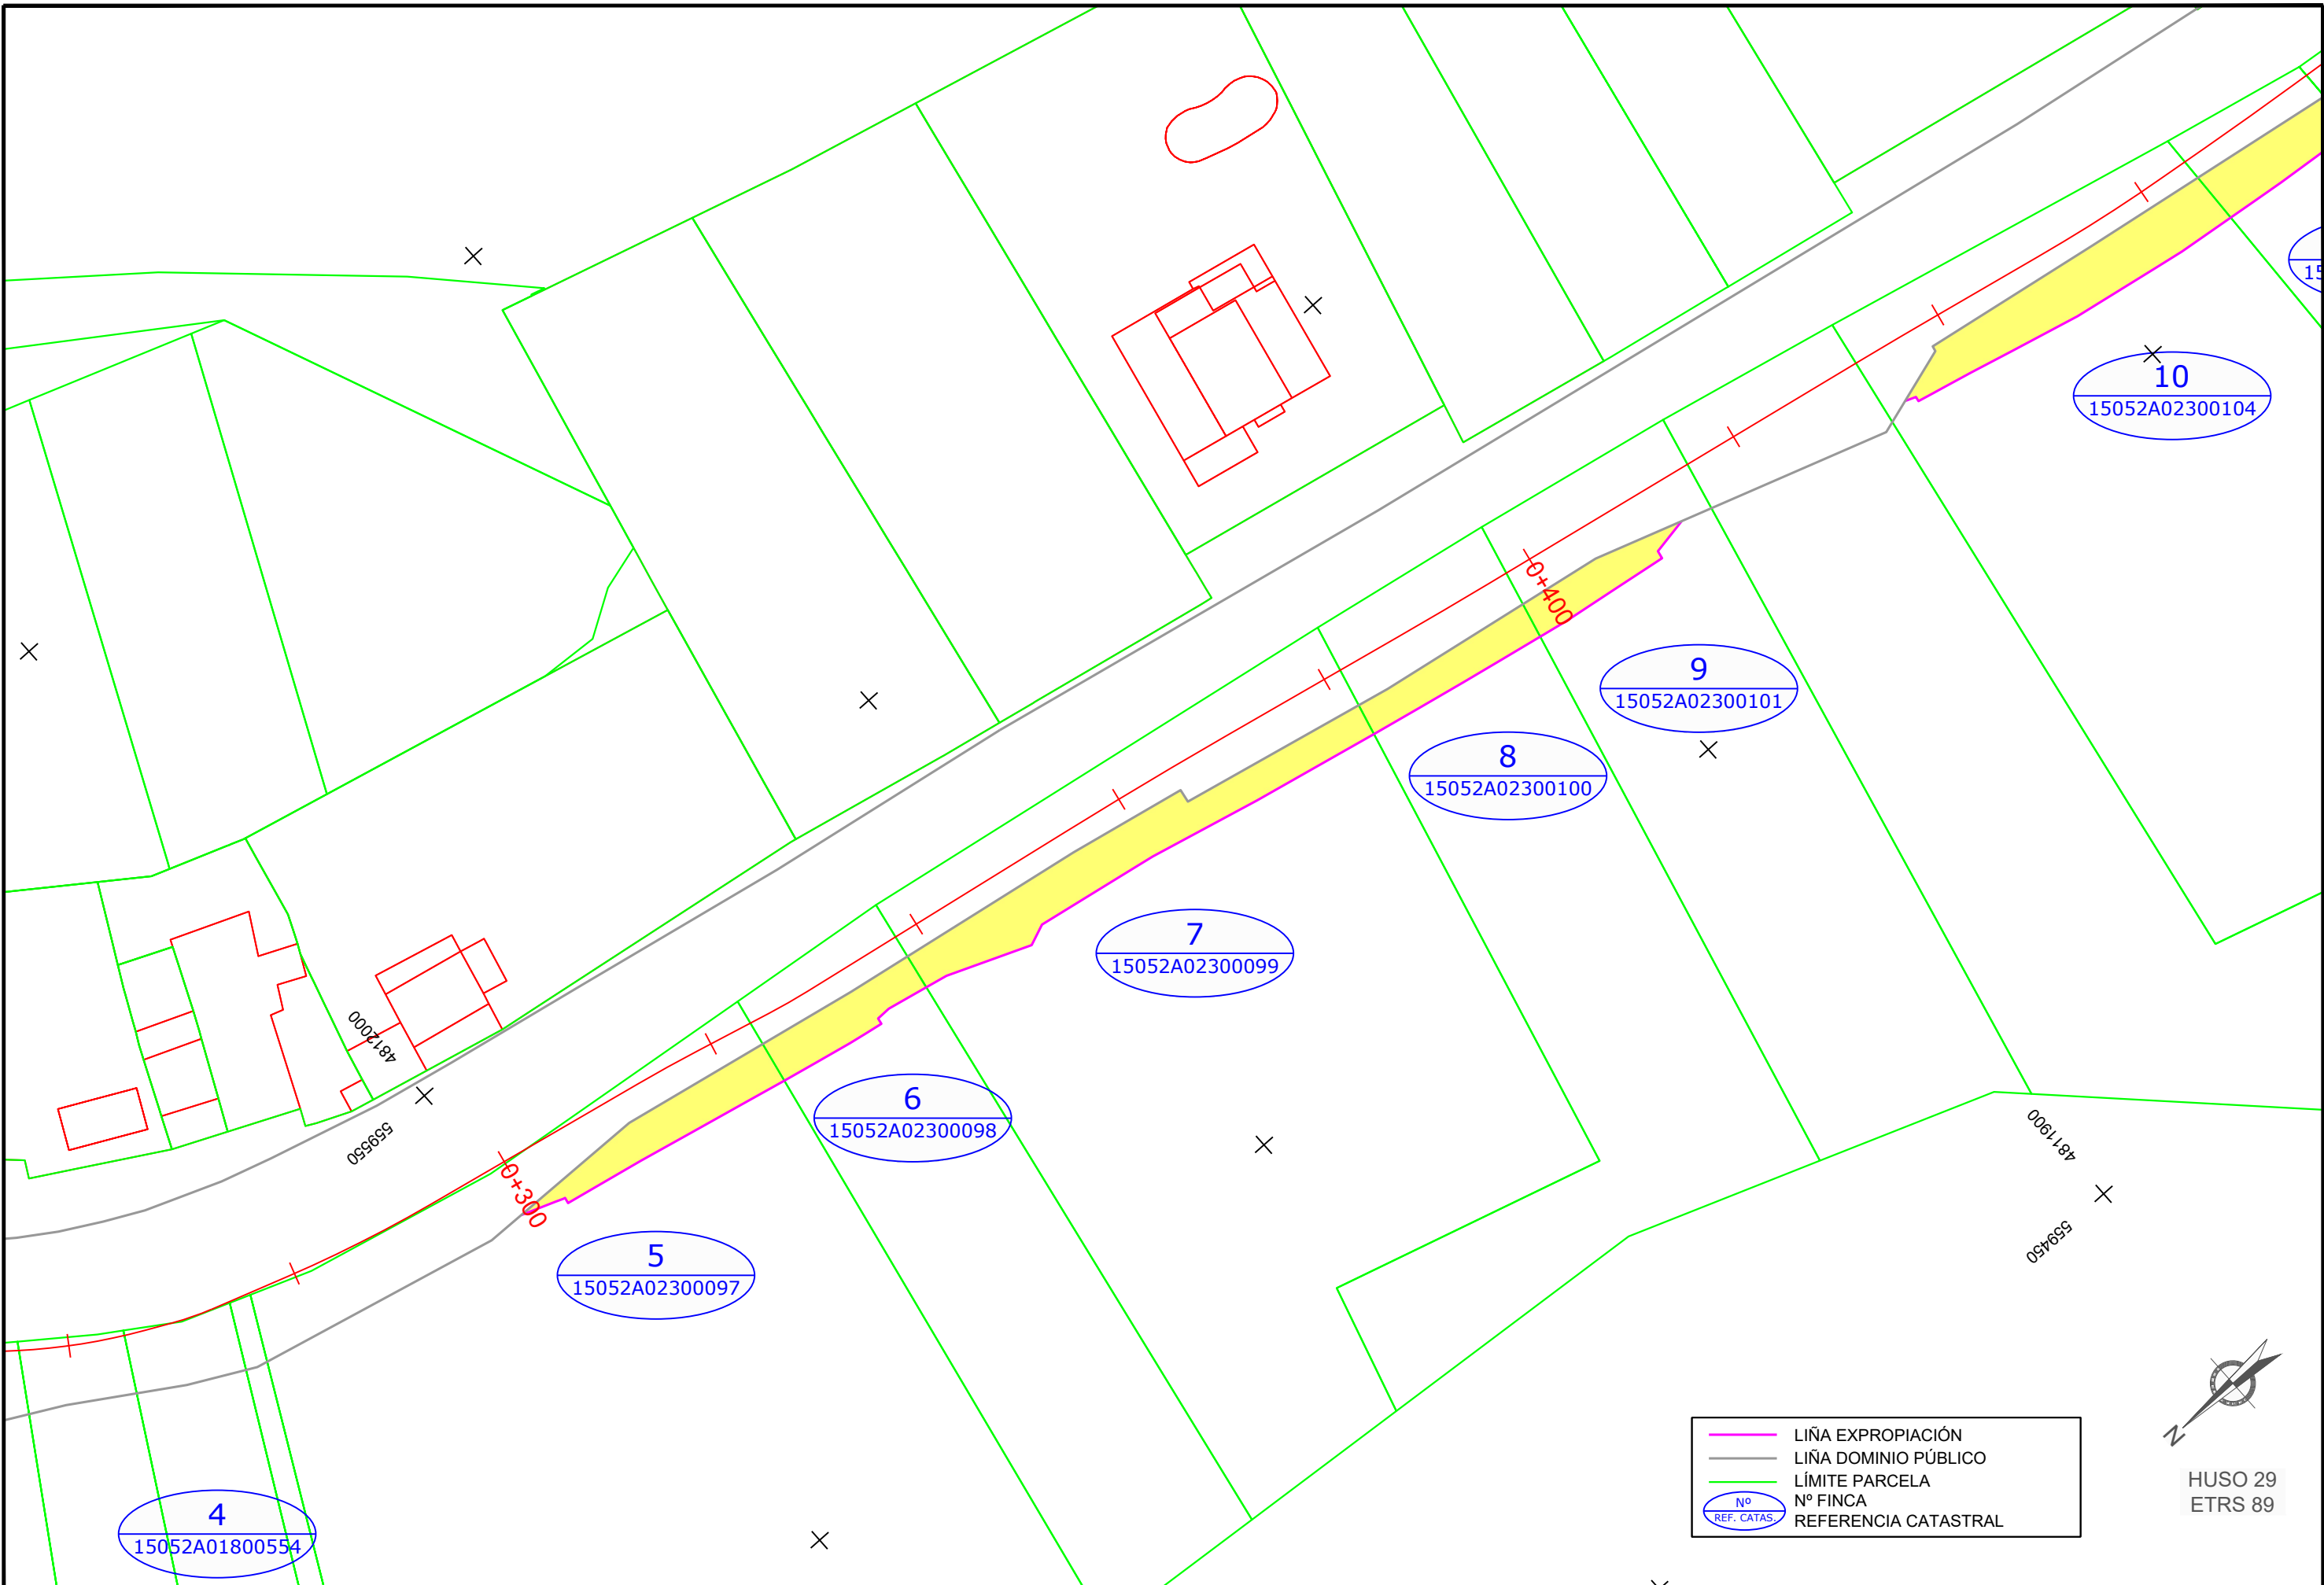 15
10
15052A02300104
0+400
9
15052A02300101
8
15052A02300100
7
15052A02300099
4812000
559550
6
15052A02300098
0+300
5
15052A02300097
4811900
559450
4
15052A01800554
LIÑA EXPROPIACIÓN
LIÑA DOMINIO PÚBLICO
LÍMITE PARCELA
Nº
REF. CATAS.
Nº FINCA
REFERENCIA CATASTRAL
N
HUSO 29
ETRS 89